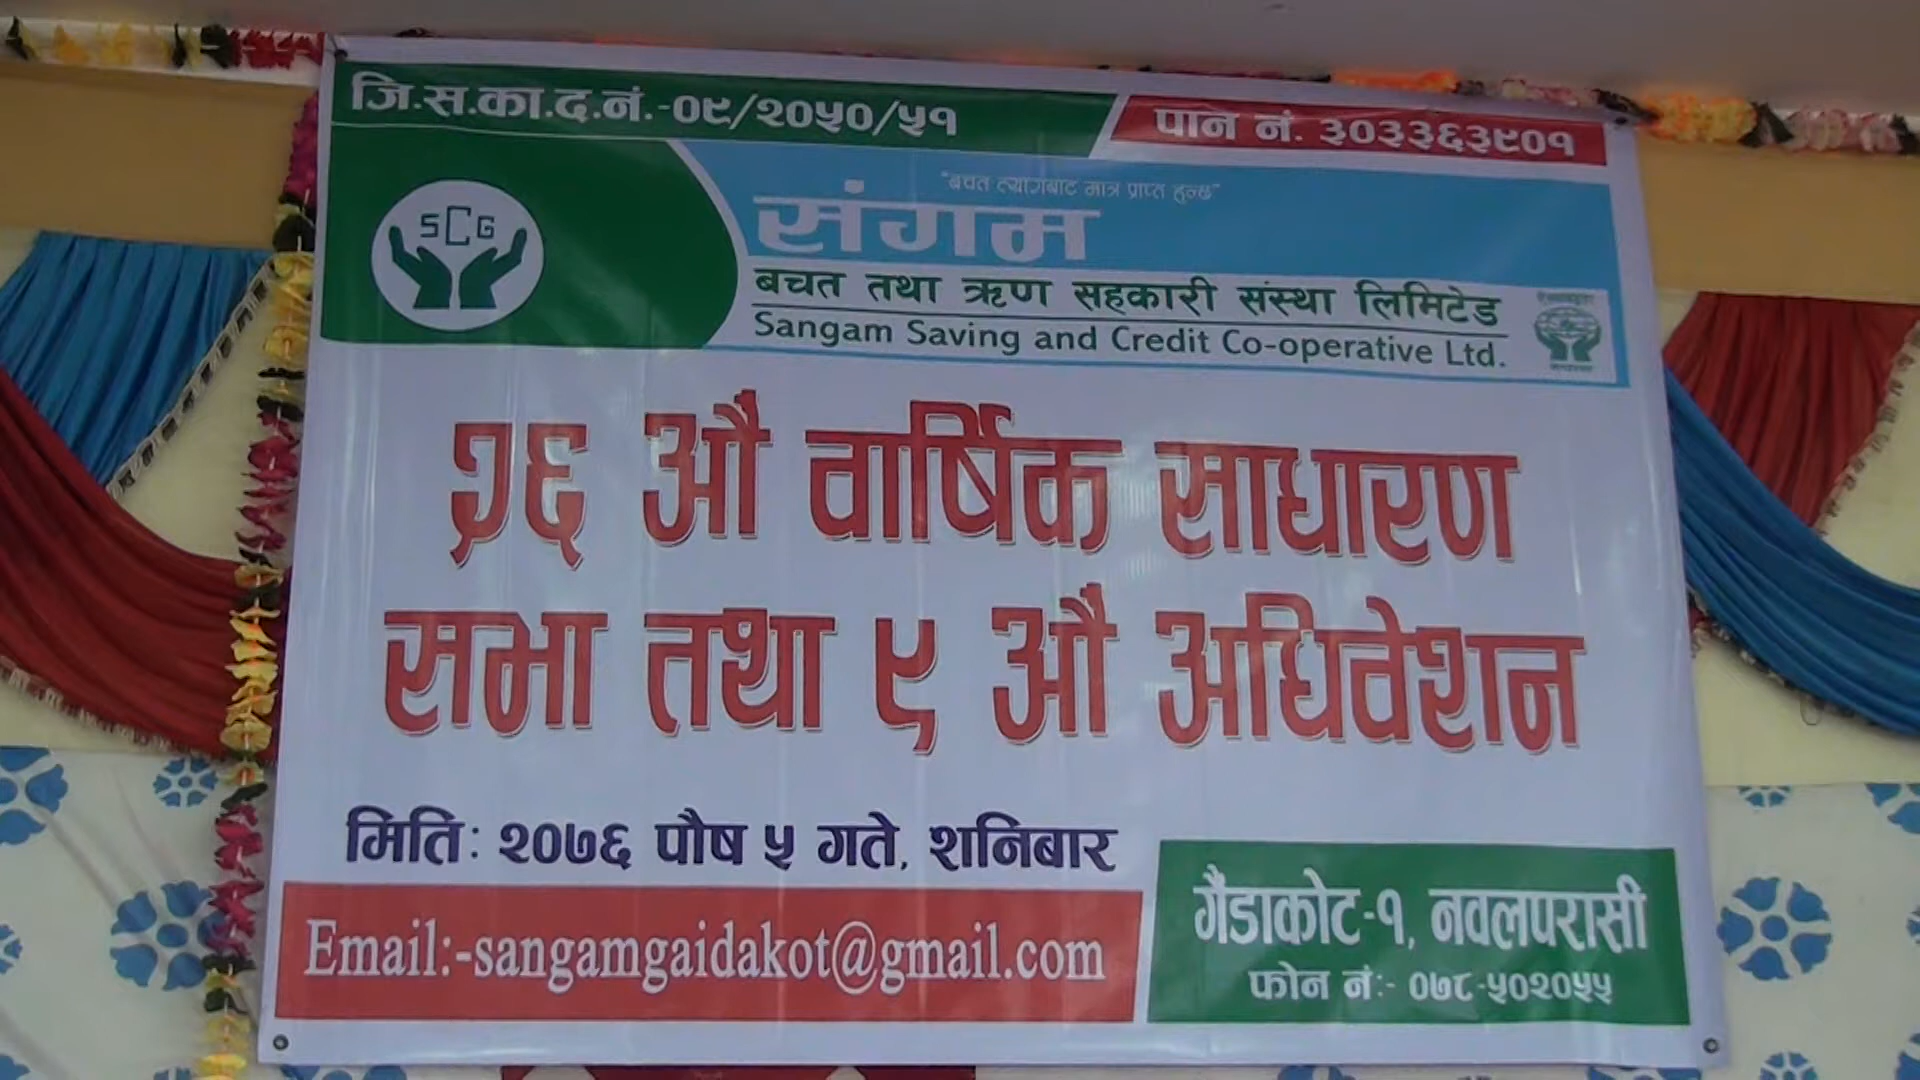 जि.स.का.द.नं.-०९/२०५०/५१
पान नं. ३०३३६३९०१
"बचत त्यागबाट मात्र प्राप्त हुन्छ"
SCG
संगम
बचत तथा ऋण सहकारी संस्था लिमिटेड
Sangam Saving and Credit Co-operative Ltd.
२६ औ वार्षिक साधारण
सभा तथा ९ औ अधिवेशन
मिति: २०७६ पौष ५ गते, शनिबार
Email:-sangamgaidakot@gmail.com
गैंडाकोट-१, नवलपरासी
फोन नं:- ०७८-५०२०५५